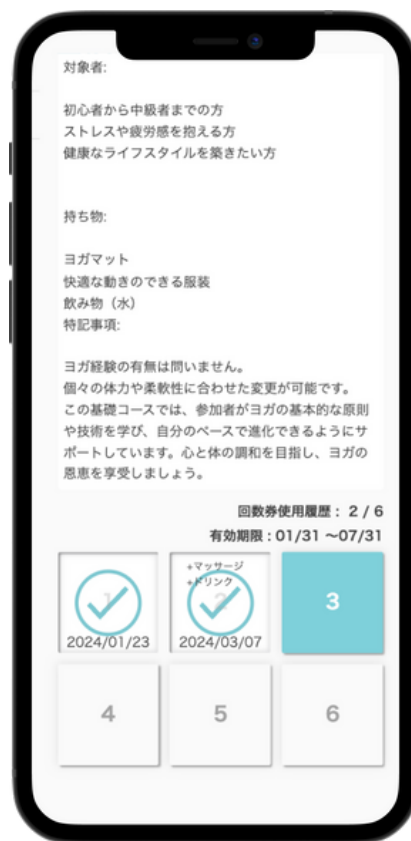 対象者:
初心者から中級者までの方
ストレスや疲労感を抱える方
健康なライフスタイルを築きたい方
持ち物:
ヨガマット
快適な動きのできる服装
飲み物（水）
特記事項:
ヨガ経験の有無は問いません。
個々の体力や柔軟性に合わせた変更が可能です。
この基礎コースでは、参加者がヨガの基本的な原則
や技術を学び、自分のペースで進化できるようにサ
ポートしています。心と体の調和を目指し、ヨガの
恩恵を享受しましょう。
回数券使用履歴： 2 / 6
有効期限：01/31 ～07/31
1
2024/01/23
+マッサージ
+ドリンク
2
2024/03/07
3
4
5
6